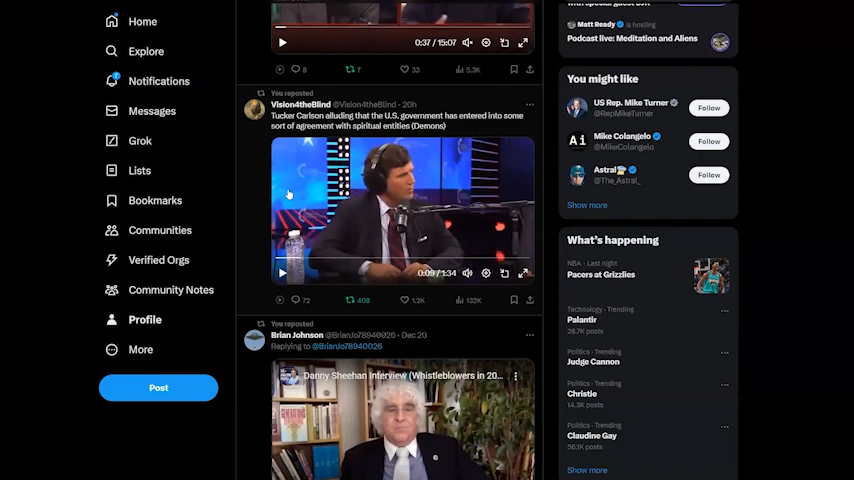 Home
Explore
Notifications
Messages
Grok
Lists
Bookmarks
Communities
Verified Orgs
Community Notes
Profile
More
Post
0:37 / 15:07
8
7
33
5.3K
You reposted
Vision4theBlind @Vision4theBlind · 20h
Tucker Carlson alluding that the U.S. government has entered into some
sort of agreement with spiritual entities (Demons)
0:09 / 1:34
72
408
1.2K
132K
You reposted
Brian Johnson @BrianJo78940026 · Dec 20
Replying to @BrianJo78940026
Danny Sheehan Interview (Whistleblowers in 20...
Matt Ready is hosting
Podcast live: Meditation and Aliens
You might like
US Rep. Mike Turner
@RepMikeTurner
Follow
Mike Colangelo
@MikeColangelo
Follow
Astral
@The_Astral_
Follow
Show more
What's happening
NBA · Last night
Pacers at Grizzlies
Technology · Trending
Palantir
28.7K posts
Politics · Trending
Judge Cannon
Politics · Trending
Christie
14.3K posts
Politics · Trending
Claudine Gay
56.1K posts
Show more